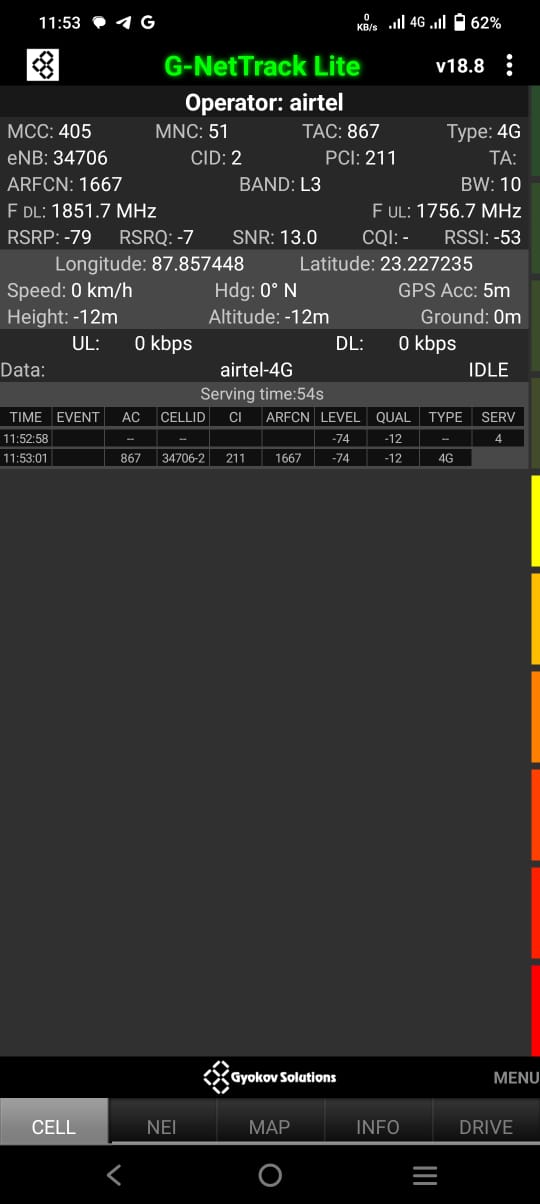 11:53 G 0 KB/s 4G 62%
G-NetTrack Lite v18.8
Operator: airtel
MCC: 405 MNC: 51 TAC: 867 Type: 4G
eNB: 34706 CID: 2 PCI: 211 TA:
ARFCN: 1667 BAND: L3 BW: 10
F DL: 1851.7 MHz F UL: 1756.7 MHz
RSRP: -79 RSRQ: -7 SNR: 13.0 CQI: - RSSI: -53
Longitude: 87.857448 Latitude: 23.227235
Speed: 0 km/h Hdg: 0° N GPS Acc: 5m
Height: -12m Altitude: -12m Ground: 0m
UL: 0 kbps DL: 0 kbps
Data: airtel-4G IDLE
Serving time:54s
TIME EVENT AC CELLID CI ARFCN LEVEL QUAL TYPE SERV
11:52:58 -- -- -74 -12 -- 4
11:53:01 867 34706-2 211 1667 -74 -12 4G
Gyokov Solutions MENU
CELL NEI MAP INFO DRIVE